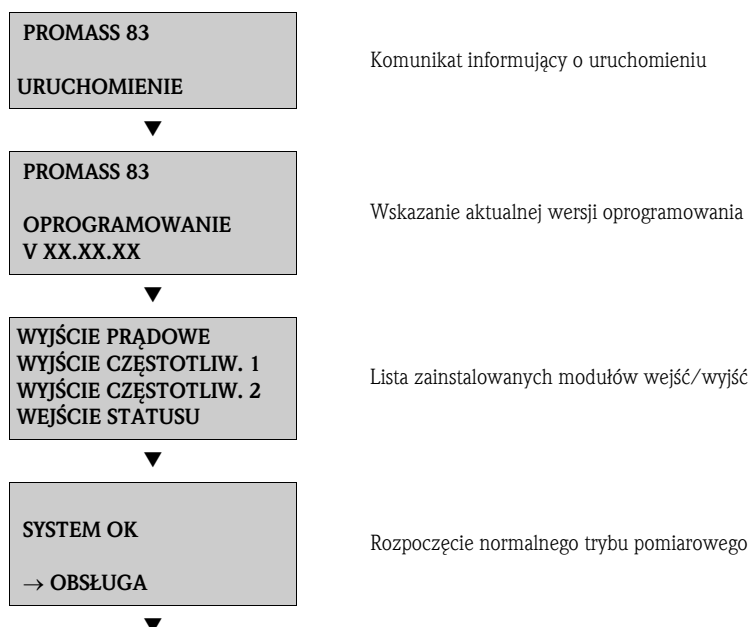 PROMASS 83
URUCHOMIENIE
Komunikat informujący o uruchomieniu
▼
PROMASS 83
OPROGRAMOWANIE
V XX.XX.XX
Wskazanie aktualnej wersji oprogramowania
▼
WYJŚCIE PRĄDOWE
WYJŚCIE CZĘSTOTLIW. 1
WYJŚCIE CZĘSTOTLIW. 2
WEJŚCIE STATUSU
Lista zainstalowanych modułów wejść/wyjść
▼
SYSTEM OK
→ OBSŁUGA
Rozpoczęcie normalnego trybu pomiarowego
▼